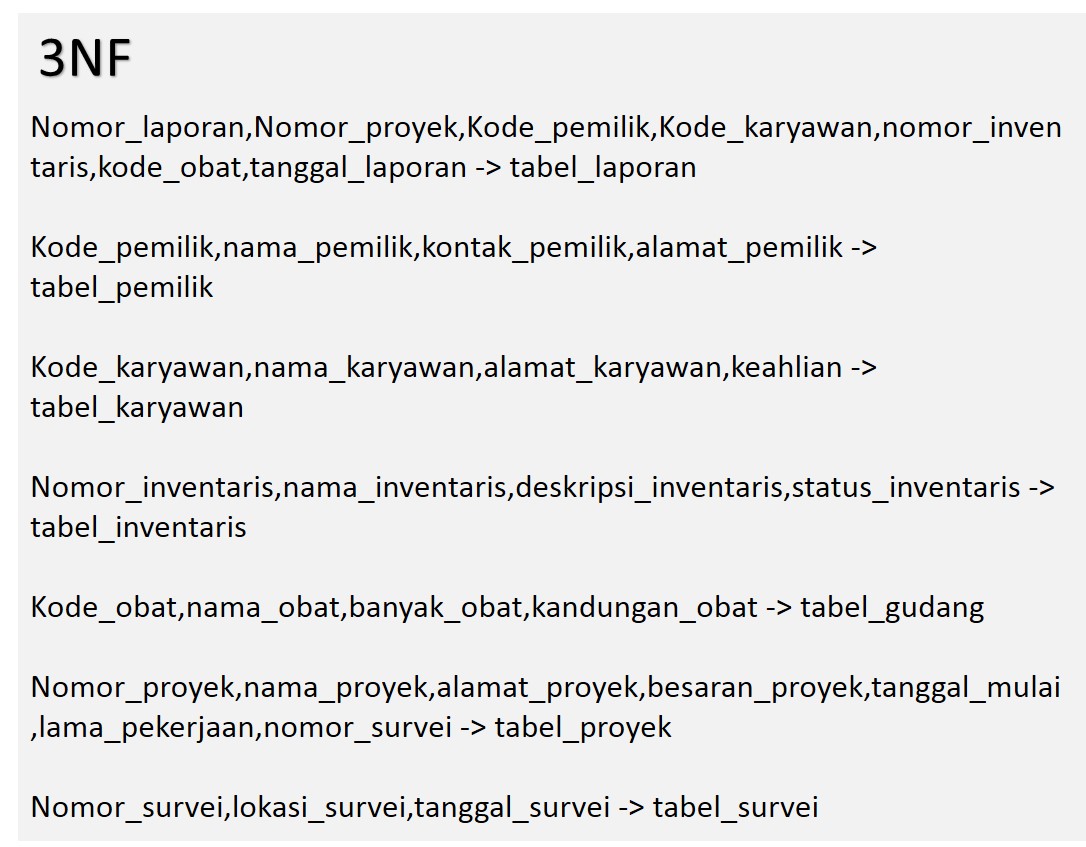 3NF
Nomor_laporan,Nomor_proyek,Kode_pemilik,Kode_karyawan,nomor_inven
taris,kode_obat,tanggal_laporan -> tabel_laporan
Kode_pemilik,nama_pemilik,kontak_pemilik,alamat_pemilik ->
tabel_pemilik
Kode_karyawan,nama_karyawan,alamat_karyawan,keahlian ->
tabel_karyawan
Nomor_inventaris,nama_inventaris,deskripsi_inventaris,status_inventaris ->
tabel_inventaris
Kode_obat,nama_obat,banyak_obat,kandungan_obat -> tabel_gudang
Nomor_proyek,nama_proyek,alamat_proyek,besaran_proyek,tanggal_mulai
,lama_pekerjaan,nomor_survei -> tabel_proyek
Nomor_survei,lokasi_survei,tanggal_survei -> tabel_survei